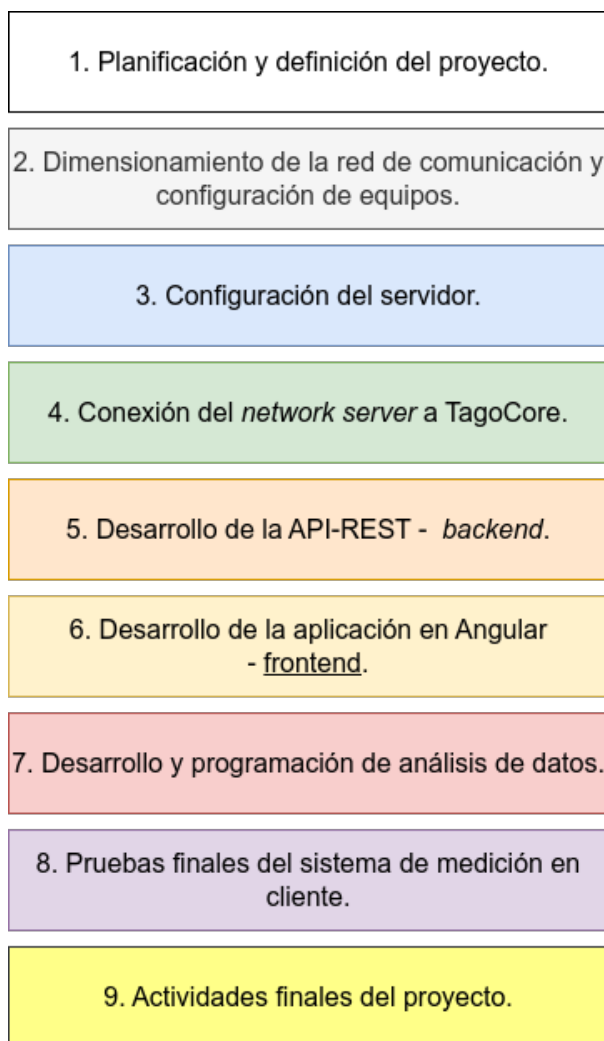 1. Planificación y definición del proyecto.
2. Dimensionamiento de la red de comunicación y
configuración de equipos.
3. Configuración del servidor.
4. Conexión del network server a TagoCore.
5. Desarrollo de la API-REST - backend.
6. Desarrollo de la aplicación en Angular
- frontend.
7. Desarrollo y programación de análisis de datos.
8. Pruebas finales del sistema de medición en
cliente.
9. Actividades finales del proyecto.